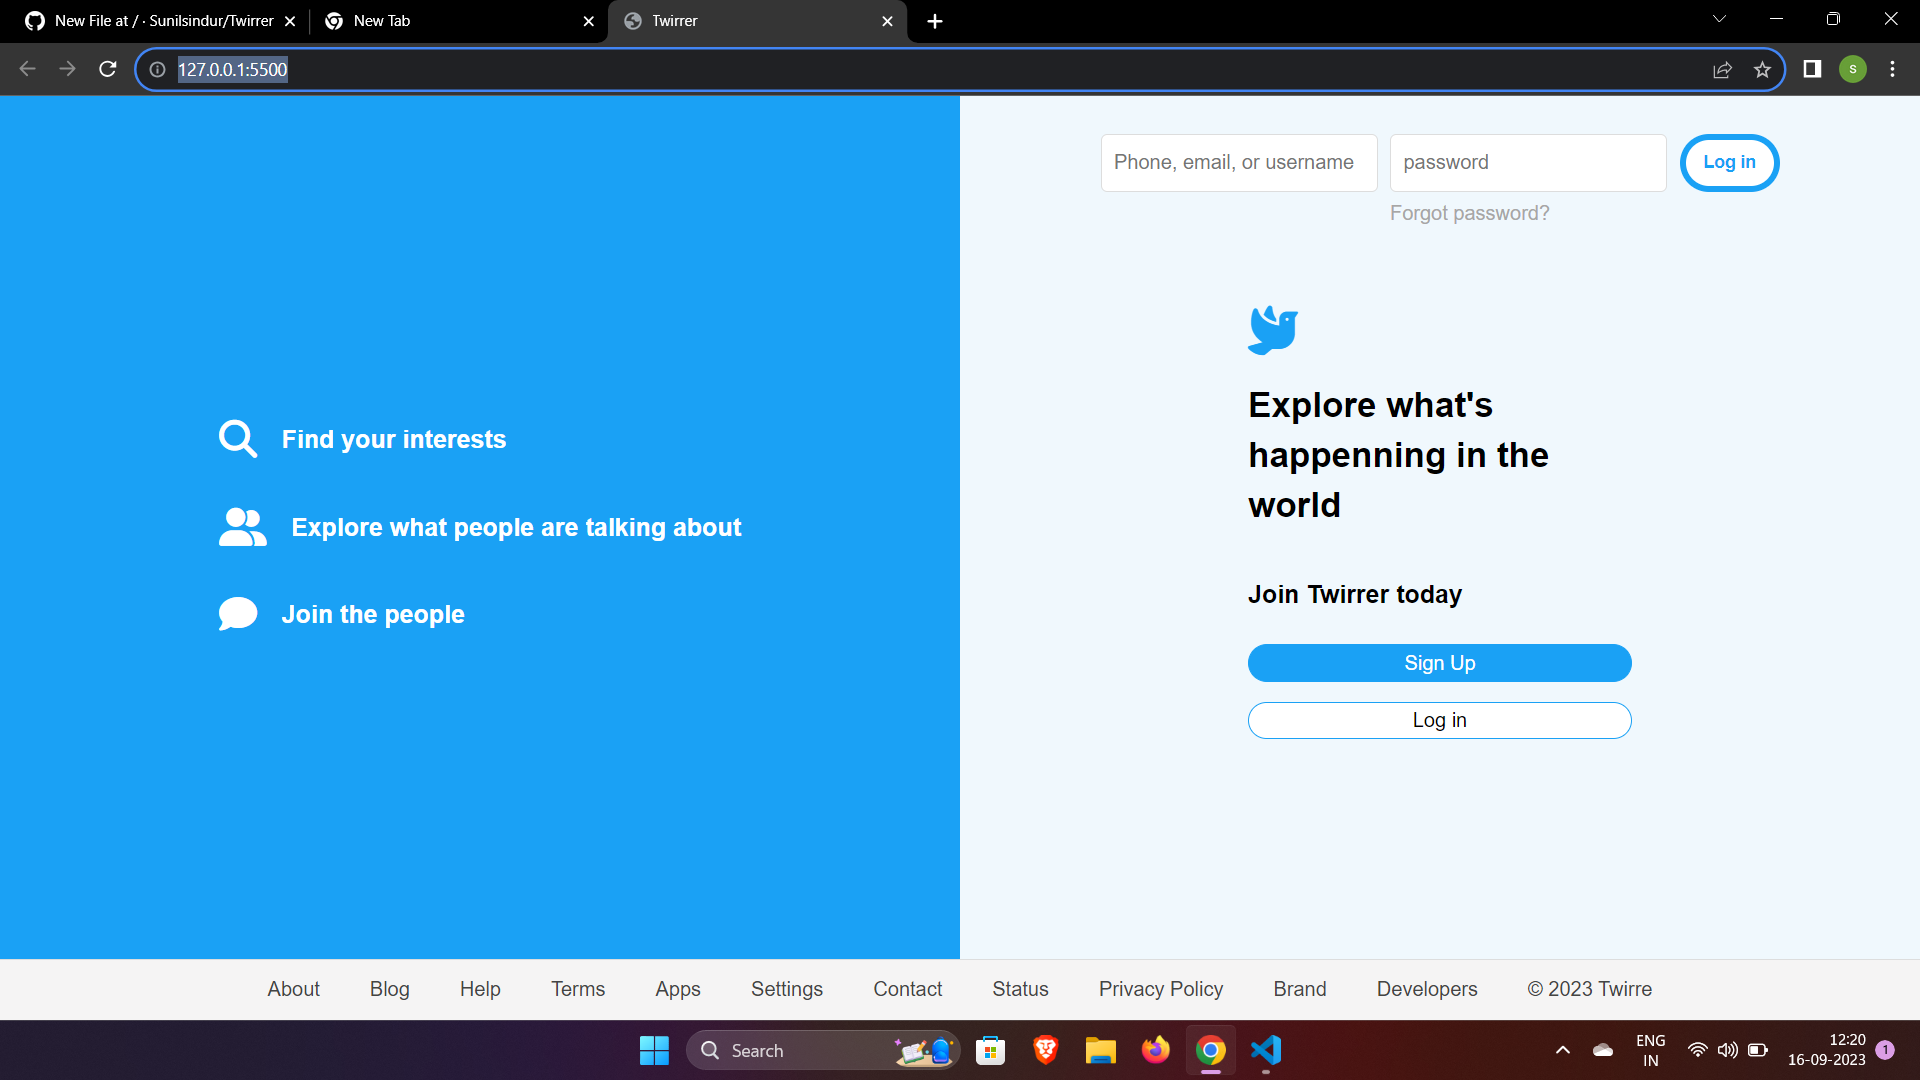 New File at / · Sunilsindur/Twirrer
New Tab
Twirrer
127.0.0.1:5500
S
Phone, email, or username
password
Log in
Forgot password?
Find your interests
Explore what people are talking about
Join the people
Explore what's
happenning in the
world
Join Twirrer today
Sign Up
Log in
About Blog Help Terms Apps Settings Contact Status Privacy Policy Brand Developers © 2023 Twirre
Search
ENG
IN
12:20
16-09-2023
1